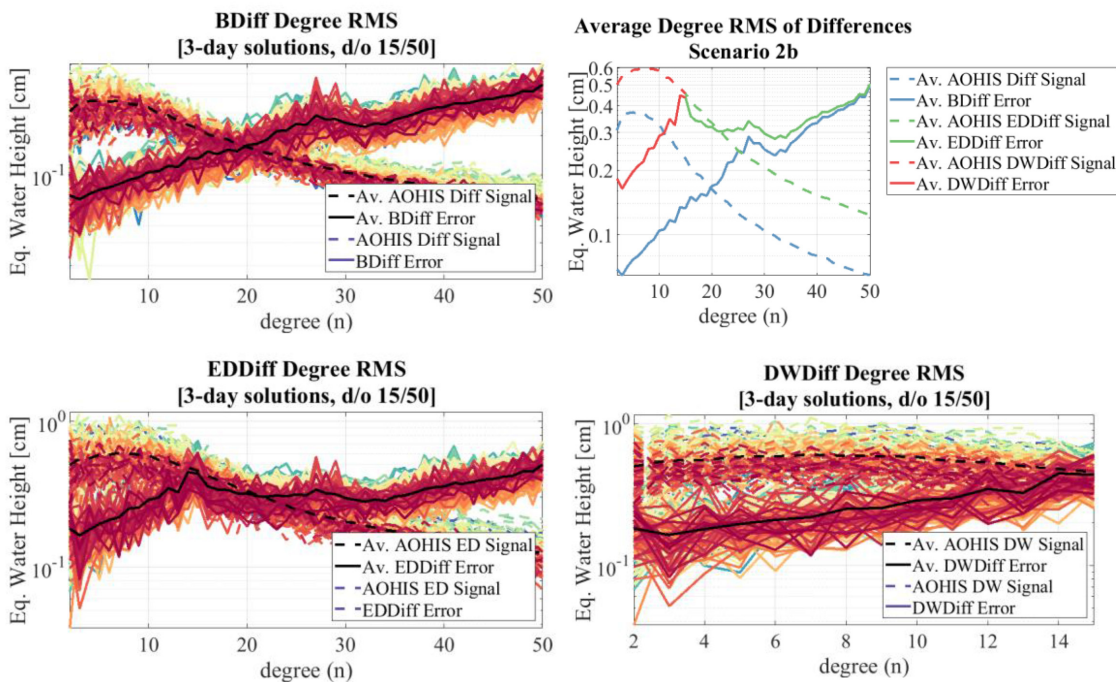 BDiff Degree RMS
[3-day solutions, d/o 15/50]
Eq. Water Height [cm]
10⁻¹
Av. AOHIS Diff Signal
Av. BDiff Error
AOHIS Diff Signal
BDiff Error
10 20 30 40 50
degree (n)
Average Degree RMS of Differences
Scenario 2b
Eq. Water Height [cm]
0.6
0.5
0.4
0.3
0.2
0.1
10 20 30 40 50
degree (n)
Av. AOHIS Diff Signal
Av. BDiff Error
Av. AOHIS EDDiff Signal
Av. EDDiff Error
Av. AOHIS DWDiff Signal
Av. DWDiff Error
EDDiff Degree RMS
[3-day solutions, d/o 15/50]
Eq. Water Height [cm]
10⁰
10⁻¹
Av. AOHIS ED Signal
Av. EDDiff Error
AOHIS ED Signal
EDDiff Error
10 20 30 40 50
degree (n)
DWDiff Degree RMS
[3-day solutions, d/o 15/50]
Eq. Water Height [cm]
10⁰
10⁻¹
Av. AOHIS DW Signal
Av. DWDiff Error
AOHIS DW Signal
DWDiff Error
2 4 6 8 10 12 14
degree (n)